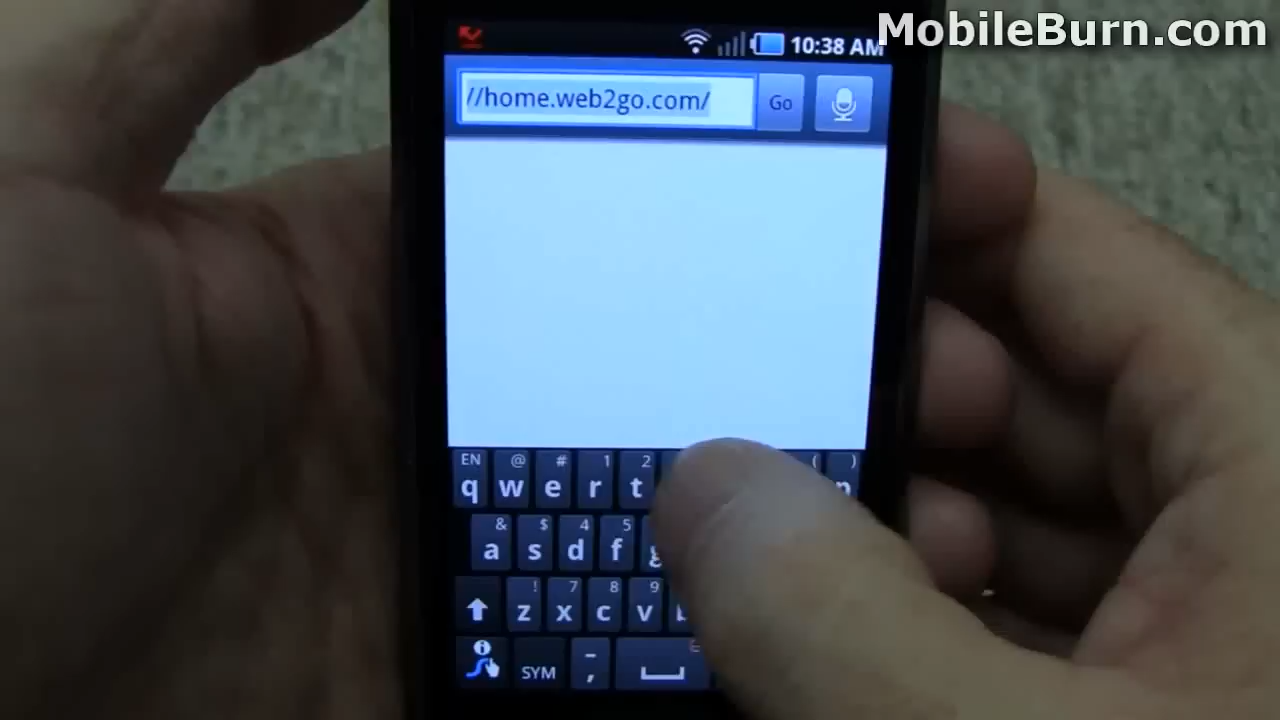 MobileBurn.com
10:38 AM
//home.web2go.com/
Go
EN @ # 1 2 ( )
q w e r t
& $ 4 5
a s d f g
! 7 8 9
z x c v
SYM - ,